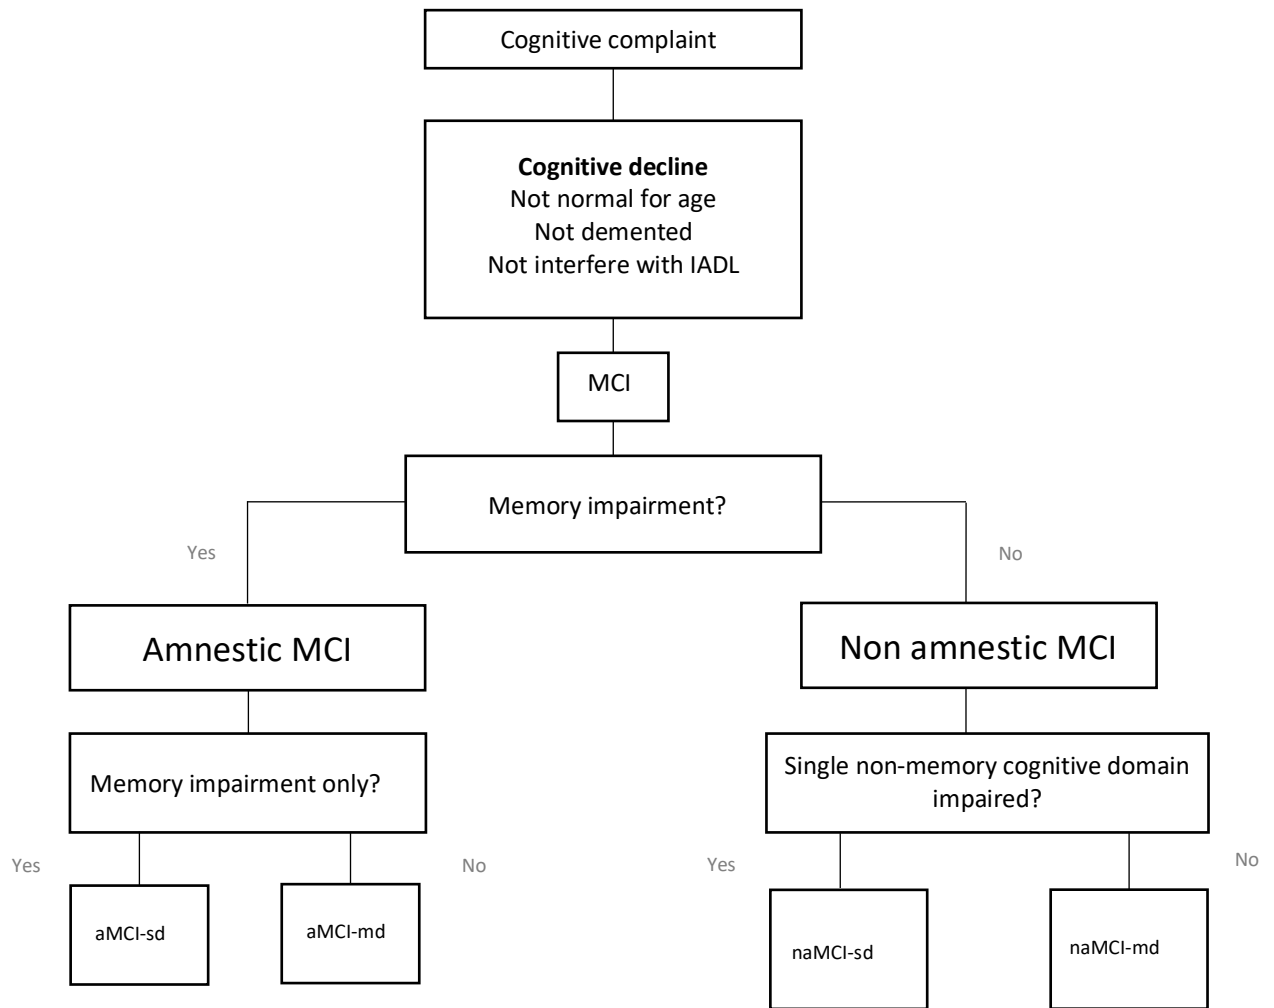 Cognitive complaint
Cognitive decline
Not normal for age
Not demented
Not interfere with IADL
MCI
Memory impairment?
Yes
No
Amnestic MCI
Non amnestic MCI
Memory impairment only?
Single non-memory cognitive domain
impaired?
Yes
No
Yes
No
aMCI-sd
aMCI-md
naMCI-sd
naMCI-md